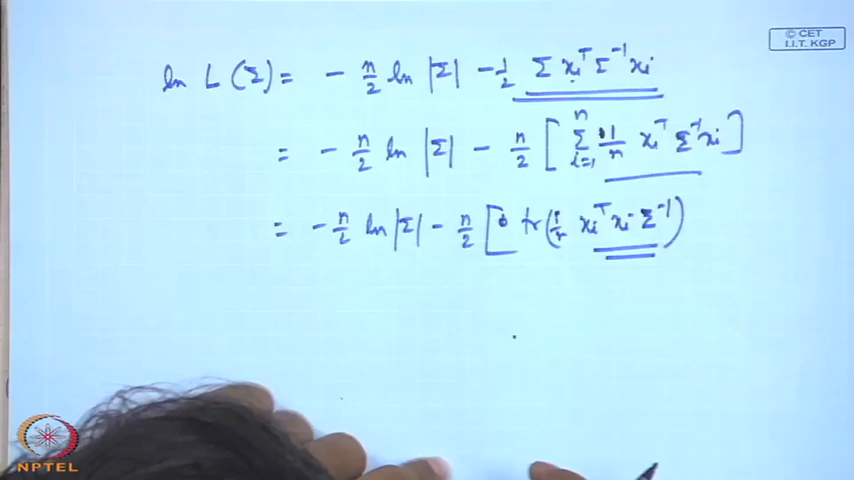 © CET
I.I.T. KGP
ln L (Σ) = - n/2 ln |Σ| - 1/2 Σ xᵢᵀ Σ⁻¹ xᵢ
= - n/2 ln |Σ| - n/2 [ Σ_{i=1}^{n} 1/n xᵢᵀ Σ⁻¹ xᵢ ]
= - n/2 ln |Σ| - n/2 [ tr ( 1/n xᵢᵀ xᵢ Σ⁻¹ )
NPTEL